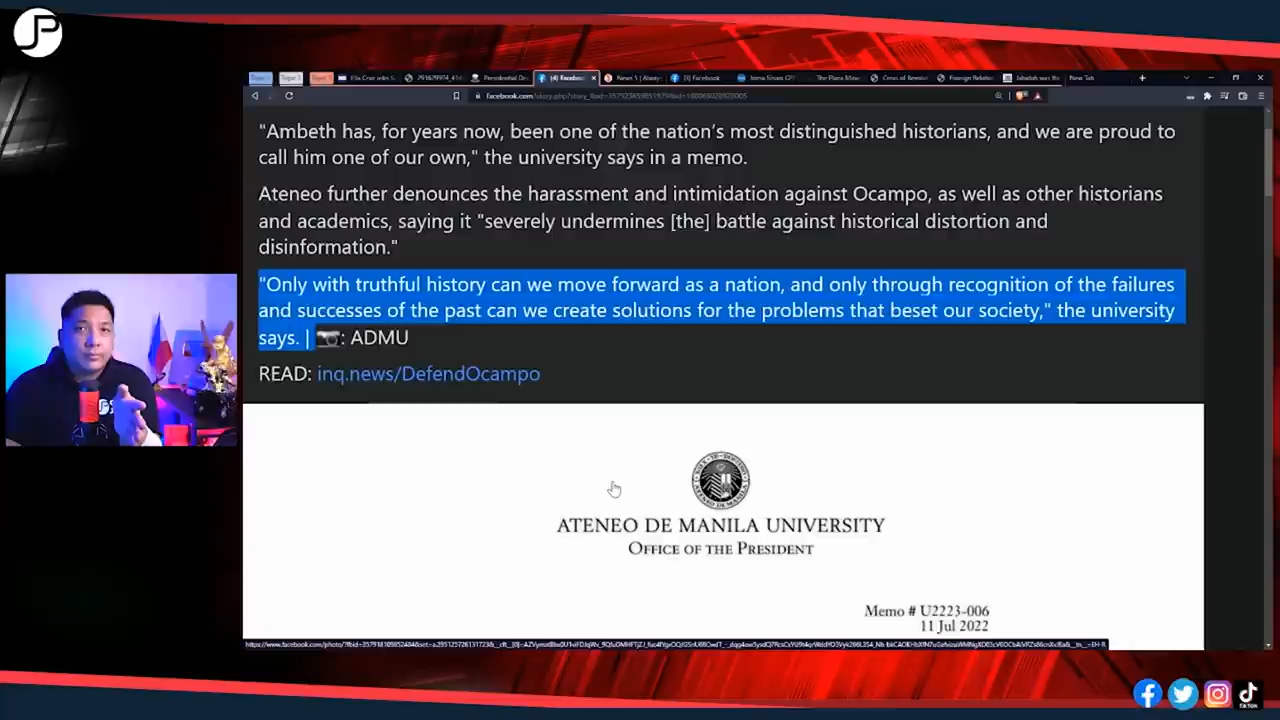 facebook.com/story.php?story_fbid=
"Ambeth has, for years now, been one of the nation's most distinguished historians, and we are proud to
call him one of our own," the university says in a memo.
Ateneo further denounces the harassment and intimidation against Ocampo, as well as other historians
and academics, saying it "severely undermines [the] battle against historical distortion and
disinformation."
"Only with truthful history can we move forward as a nation, and only through recognition of the failures
and successes of the past can we create solutions for the problems that beset our society," the university
says. | 📷: ADMU
READ: inq.news/DefendOcampo
ATENEO DE MANILA UNIVERSITY
OFFICE OF THE PRESIDENT
Memo # U2223-006
11 Jul 2022